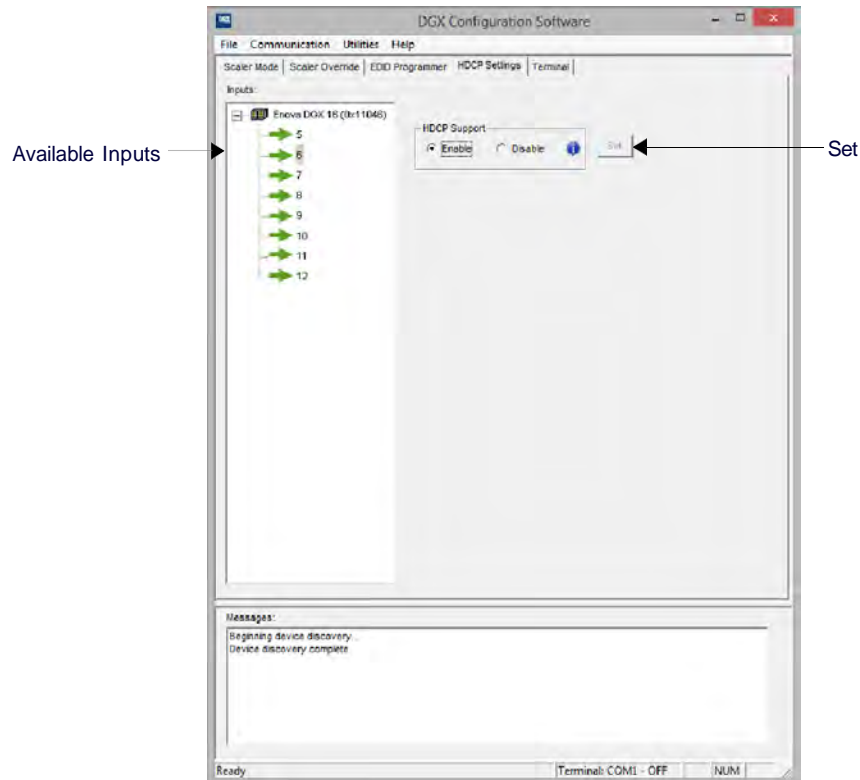 DGX Configuration Software
File Communication Utilities Help
Scaler Mode Scaler Override EDID Programmer HDCP Settings Terminal
Inputs:
Enova DGX 16 (0x11046)
5
6
7
8
9
10
11
12
HDCP Support
Enable Disable
Set
Available Inputs
Set
Messages:
Beginning device discovery...
Device discovery complete
Ready Terminal: COM1 - OFF NUM